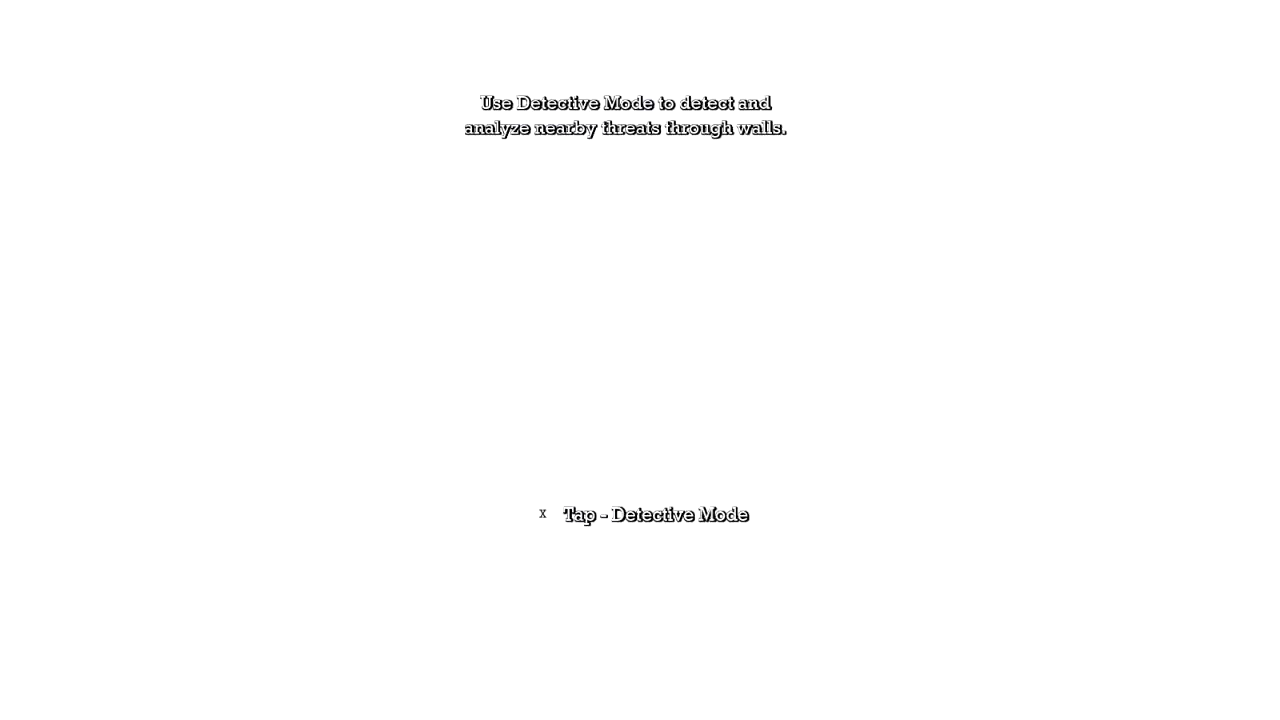 Use Detective Mode to detect and
analyze nearby threats through walls.
X Tap - Detective Mode